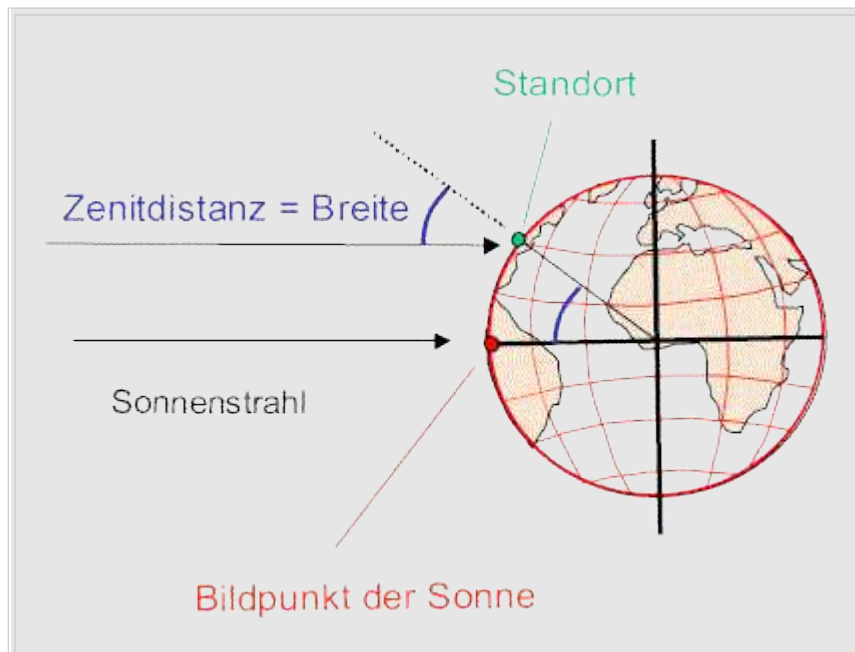 Standort
Zenitdistanz = Breite
Sonnenstrahl
Bildpunkt der Sonne